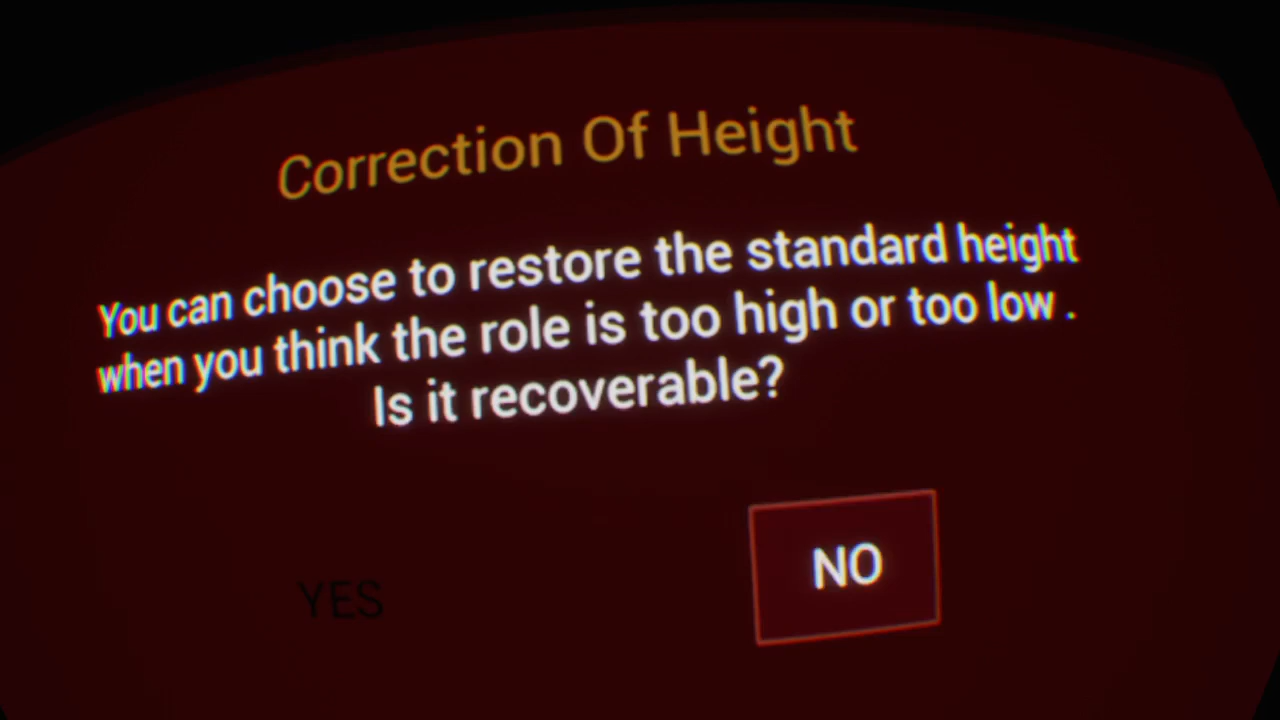 Correction Of Height
You can choose to restore the standard height
when you think the role is too high or too low .
Is it recoverable?
YES
NO